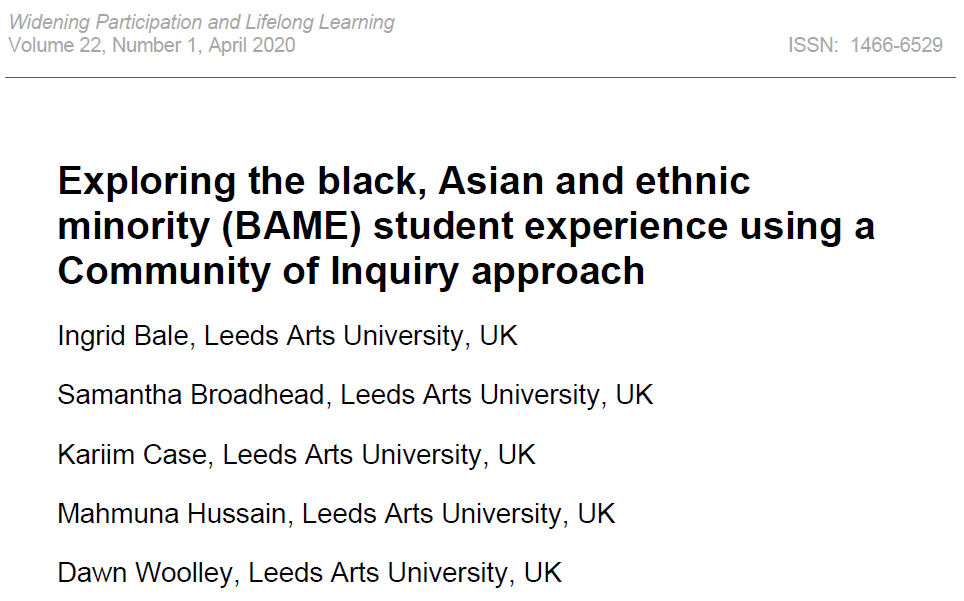 Widening Participation and Lifelong Learning
Volume 22, Number 1, April 2020 ISSN: 1466-6529
Exploring the black, Asian and ethnic
minority (BAME) student experience using a
Community of Inquiry approach
Ingrid Bale, Leeds Arts University, UK
Samantha Broadhead, Leeds Arts University, UK
Kariim Case, Leeds Arts University, UK
Mahmuna Hussain, Leeds Arts University, UK
Dawn Woolley, Leeds Arts University, UK